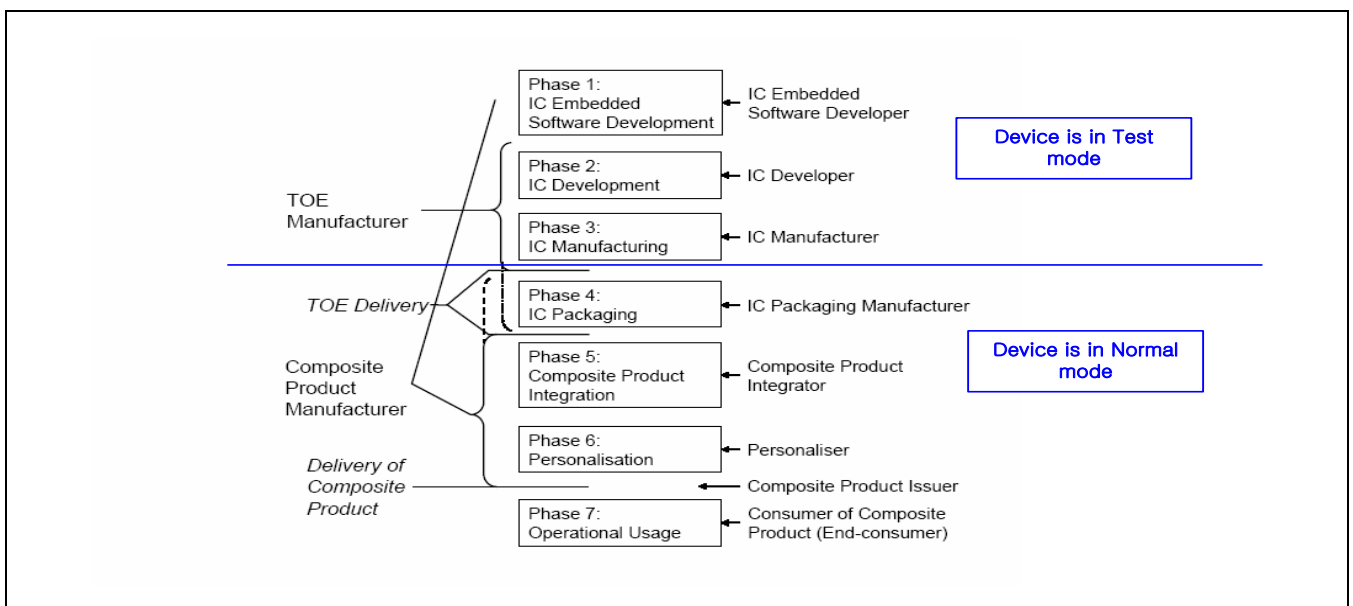 Phase 1:
IC Embedded
Software Development
IC Embedded
Software Developer
Device is in Test
mode
Phase 2:
IC Development
IC Developer
TOE
Manufacturer
Phase 3:
IC Manufacturing
IC Manufacturer
TOE Delivery
Phase 4:
IC Packaging
IC Packaging Manufacturer
Device is in Normal
mode
Composite
Product
Manufacturer
Phase 5:
Composite Product
Integration
Composite Product
Integrator
Phase 6:
Personalisation
Personaliser
Delivery of
Composite
Product
Composite Product Issuer
Phase 7:
Operational Usage
Consumer of Composite
Product (End-consumer)